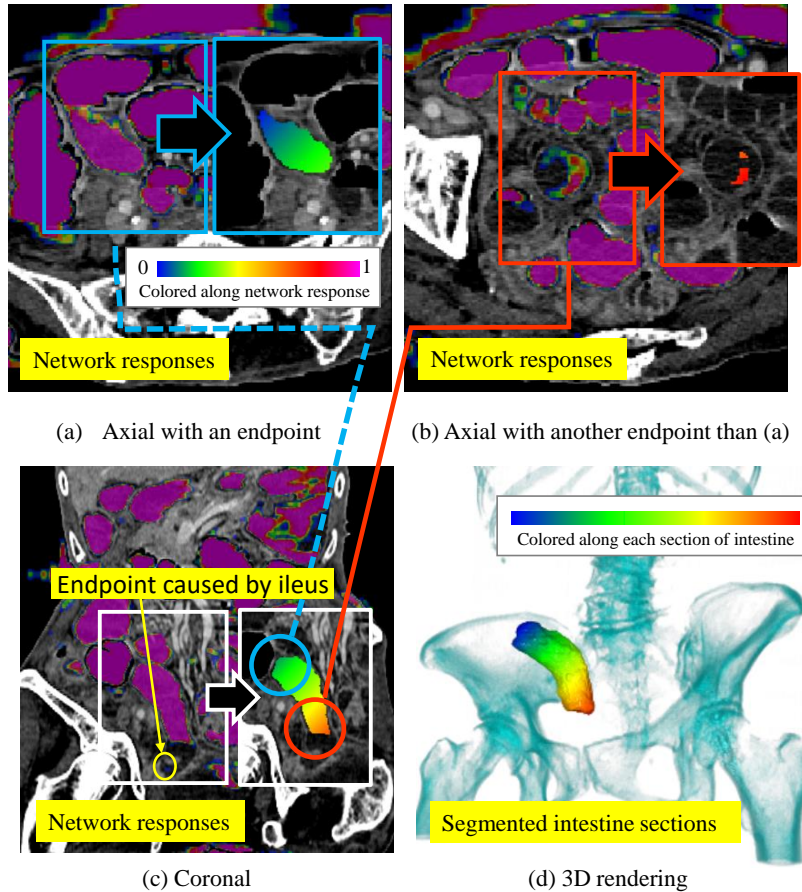 0 1
Colored along network response
Network responses
Network responses
(a) Axial with an endpoint
(b) Axial with another endpoint than (a)
Endpoint caused by ileus
Network responses
(c) Coronal
Colored along each section of intestine
Segmented intestine sections
(d) 3D rendering